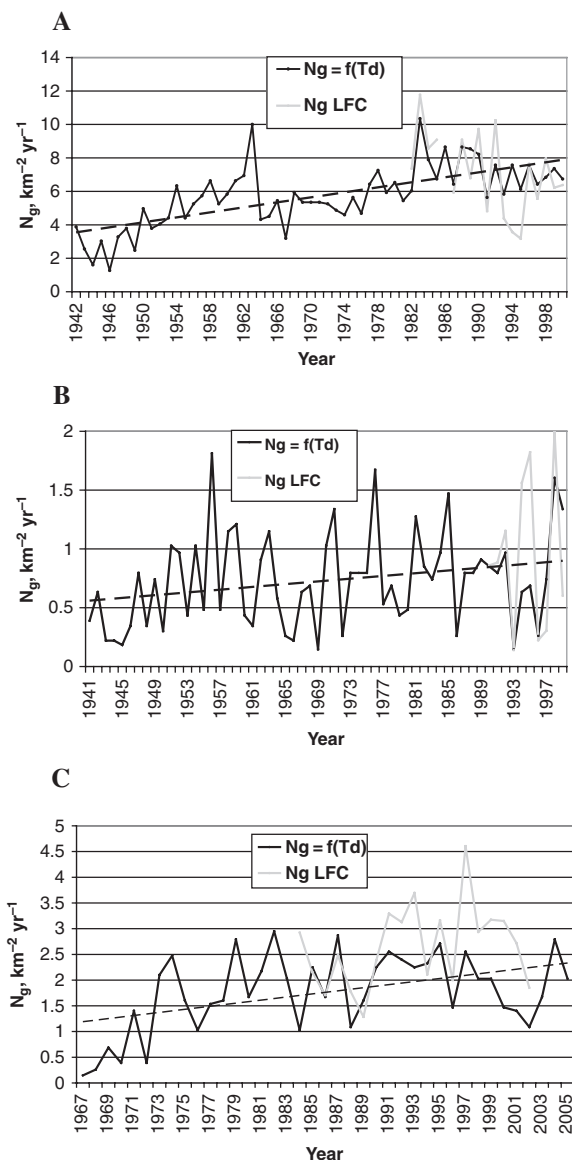 A
14
12
10
8
6
4
2
0
Ng, km−2 yr−1
Ng = f(Td)
Ng LFC
1942 1946 1950 1954 1958 1962 1966 1970 1974 1978 1982 1986 1990 1994 1998
Year
B
2
1.5
1
0.5
0
Ng, km−2 yr−1
Ng = f(Td)
Ng LFC
1941 1945 1949 1953 1957 1961 1965 1969 1973 1977 1981 1985 1989 1993 1997
Year
C
5
4.5
4
3.5
3
2.5
2
1.5
1
0.5
0
Ng, km−2 yr−1
Ng = f(Td)
Ng LFC
1967 1969 1971 1973 1975 1977 1979 1981 1983 1985 1987 1989 1991 1993 1995 1997 1999 2001 2003 2005
Year